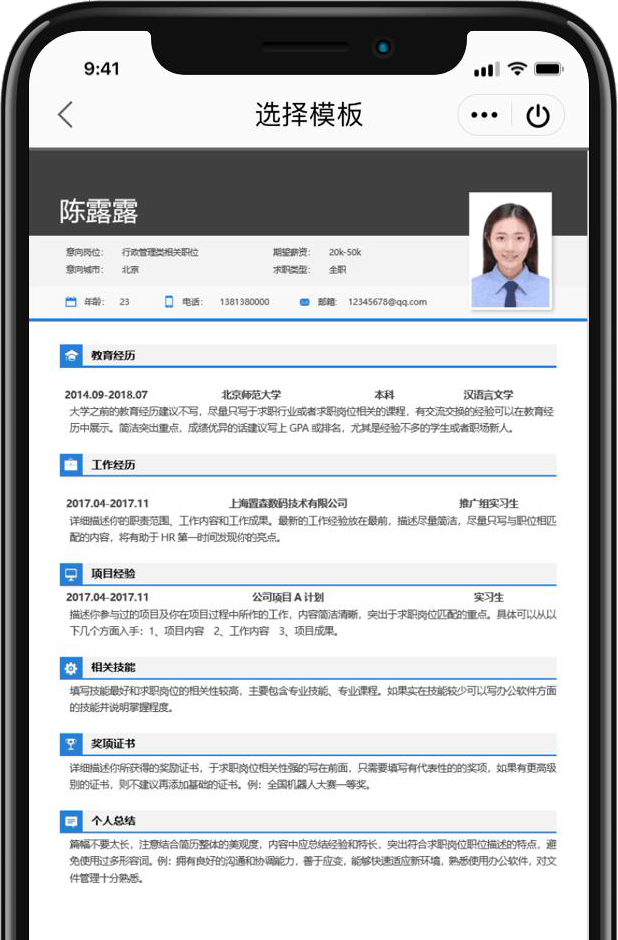 9:41
选择模板
陈露露
意向岗位： 行政管理类相关职位 期望薪资： 20k-50k
意向城市： 北京 求职类型： 全职
年龄： 23 电话： 1381380000 邮箱: 12345678@qq.com
教育经历
2014.09-2018.07 北京师范大学 本科 汉语言文学
大学之前的教育经历建议不写，尽量只写于求职行业或者求职岗位相关的课程，有交流交换的经验可以在教育经
历中展示。简洁突出重点，成绩优异的话建议写上 GPA 或排名，尤其是经验不多的学生或者职场新人。
工作经历
2017.04-2017.11 上海置森数码技术有限公司 推广组实习生
详细描述你的职责范围、工作内容和工作成果。最新的工作经验放在最前，描述尽量简洁，尽量只写与职位相匹
配的内容，将有助于 HR 第一时间发现你的亮点。
项目经验
2017.04-2017.11 公司项目 A 计划 实习生
描述你参与过的项目及你在项目过程中所作的工作，内容简洁清晰，突出于求职岗位匹配的重点。具体可以从以
下几个方面入手：1、项目内容 2、工作内容 3、项目成果。
相关技能
填写技能最好和求职岗位的相关性较高，主要包含专业技能、专业课程。如果实在技能较少可以写办公软件方面
的技能并说明掌握程度。
奖项证书
详细描述你所获得的奖励证书，于求职岗位相关性强的写在前面，只需要填写有代表性的的奖项，如果有更高级
别的证书，则不建议再添加基础的证书。例：全国机器人大赛一等奖。
个人总结
篇幅不要太长，注意结合简历整体的美观度，内容中应总结经验和特长，突出符合求职岗位职位描述的特点，避
免使用过多形容词。例：拥有良好的沟通和协调能力，善于应变，能够快速适应新环境，熟悉使用办公软件，对文
件管理十分熟悉。